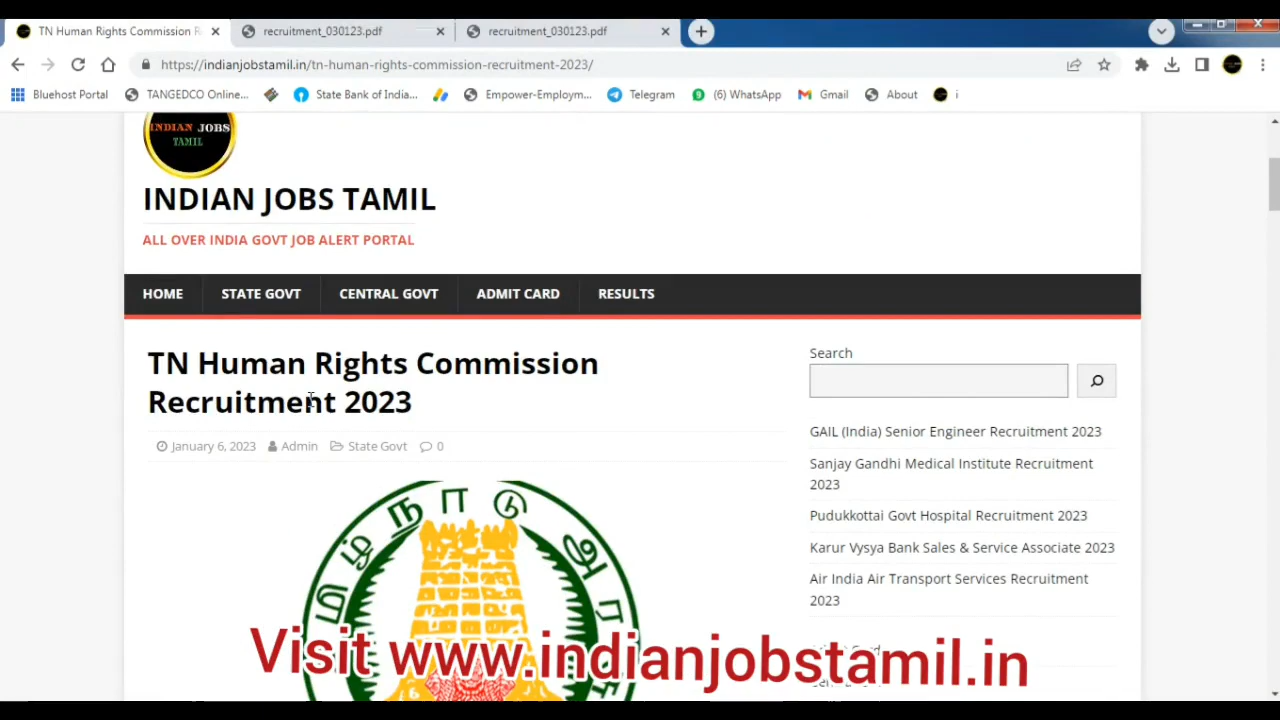 TN Human Rights Commission R
recruitment_030123.pdf
recruitment_030123.pdf
https://indianjobstamil.in/tn-human-rights-commission-recruitment-2023/
Bluehost Portal
TANGEDCO Online...
State Bank of India...
Empower-Employm...
Telegram
(6) WhatsApp
Gmail
About
i
INDIAN JOBS
TAMIL
INDIAN JOBS TAMIL
ALL OVER INDIA GOVT JOB ALERT PORTAL
HOME
STATE GOVT
CENTRAL GOVT
ADMIT CARD
RESULTS
TN Human Rights Commission
Recruitment 2023
January 6, 2023
Admin
State Govt
0
Search
GAIL (India) Senior Engineer Recruitment 2023
Sanjay Gandhi Medical Institute Recruitment
2023
Pudukkottai Govt Hospital Recruitment 2023
Karur Vysya Bank Sales & Service Associate 2023
Air India Air Transport Services Recruitment
2023
மிழ்நாடு அர
Visit www.indianjobstamil.in